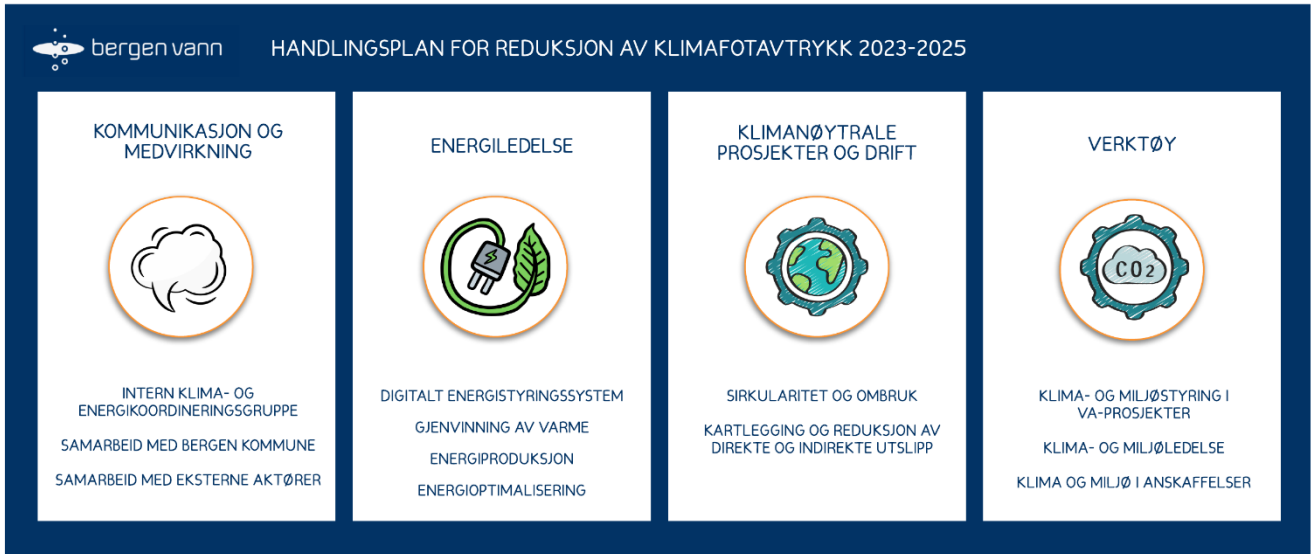 bergen vann
HANDLINGSPLAN FOR REDUKSJON AV KLIMAFOTAVTRYKK 2023-2025
KOMMUNIKASJON OG
MEDVIRKNING
INTERN KLIMA- OG
ENERGIKOORDINERINGSGRUPPE
SAMARBEID MED BERGEN KOMMUNE
SAMARBEID MED EKSTERNE AKTØRER
ENERGILEDELSE
DIGITALT ENERGISTYRINGSSYSTEM
GJENVINNING AV VARME
ENERGIPRODUKSJON
ENERGIOPTIMALISERING
KLIMANØYTRALE
PROSJEKTER OG DRIFT
SIRKULARITET OG OMBRUK
KARTLEGGING OG REDUKSJON AV
DIREKTE OG INDIREKTE UTSLIPP
VERKTØY
CO2
KLIMA- OG MILJØSTYRING I
VA-PROSJEKTER
KLIMA- OG MILJØLEDELSE
KLIMA OG MILJØ I ANSKAFFELSER